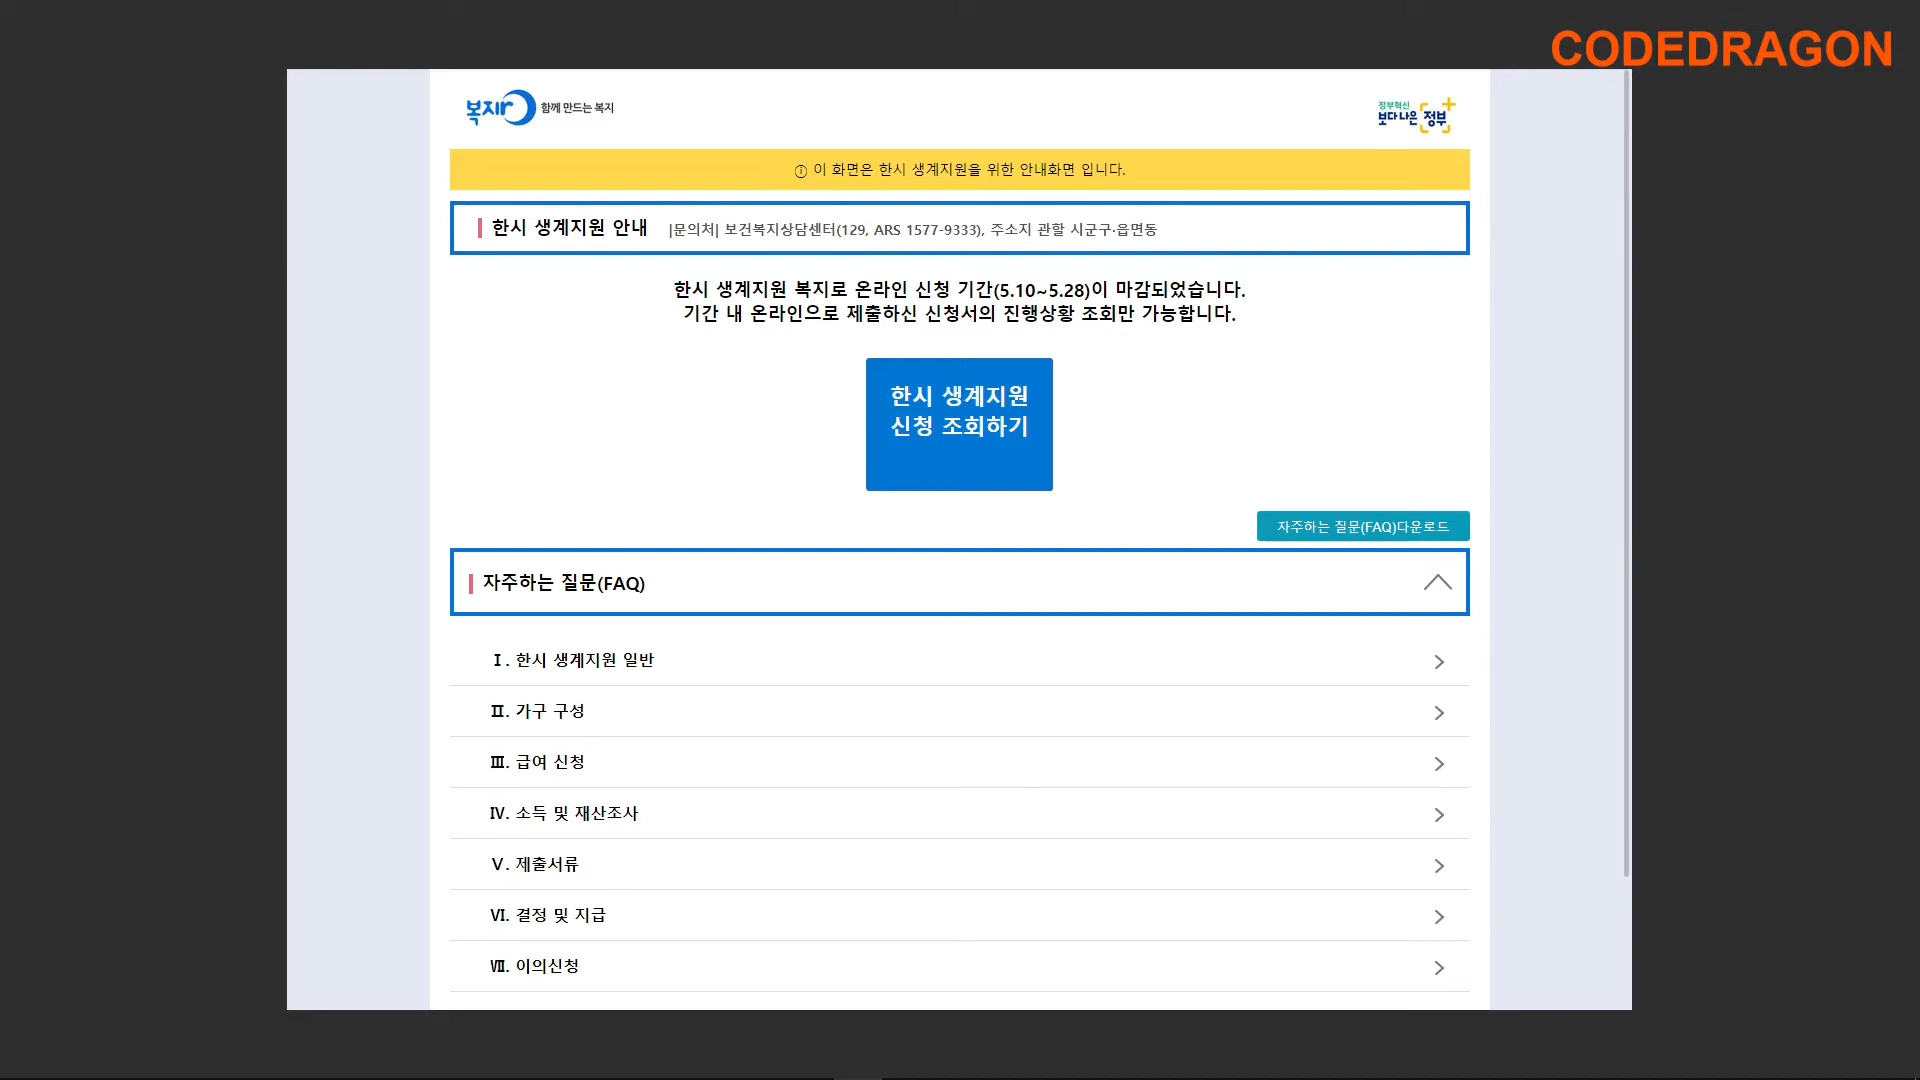 CODEDRAGON
복지로 함께 만드는 복지
정부혁신
보다나은 정부
ⓘ 이 화면은 한시 생계지원을 위한 안내화면 입니다.
한시 생계지원 안내 |문의처| 보건복지상담센터(129, ARS 1577-9333), 주소지 관할 시군구·읍면동
한시 생계지원 복지로 온라인 신청 기간(5.10~5.28)이 마감되었습니다.
기간 내 온라인으로 제출하신 신청서의 진행상황 조회만 가능합니다.
한시 생계지원
신청 조회하기
자주하는 질문(FAQ)다운로드
자주하는 질문(FAQ)
Ⅰ. 한시 생계지원 일반
Ⅱ. 가구 구성
Ⅲ. 급여 신청
Ⅳ. 소득 및 재산조사
Ⅴ. 제출서류
Ⅵ. 결정 및 지급
Ⅶ. 이의신청